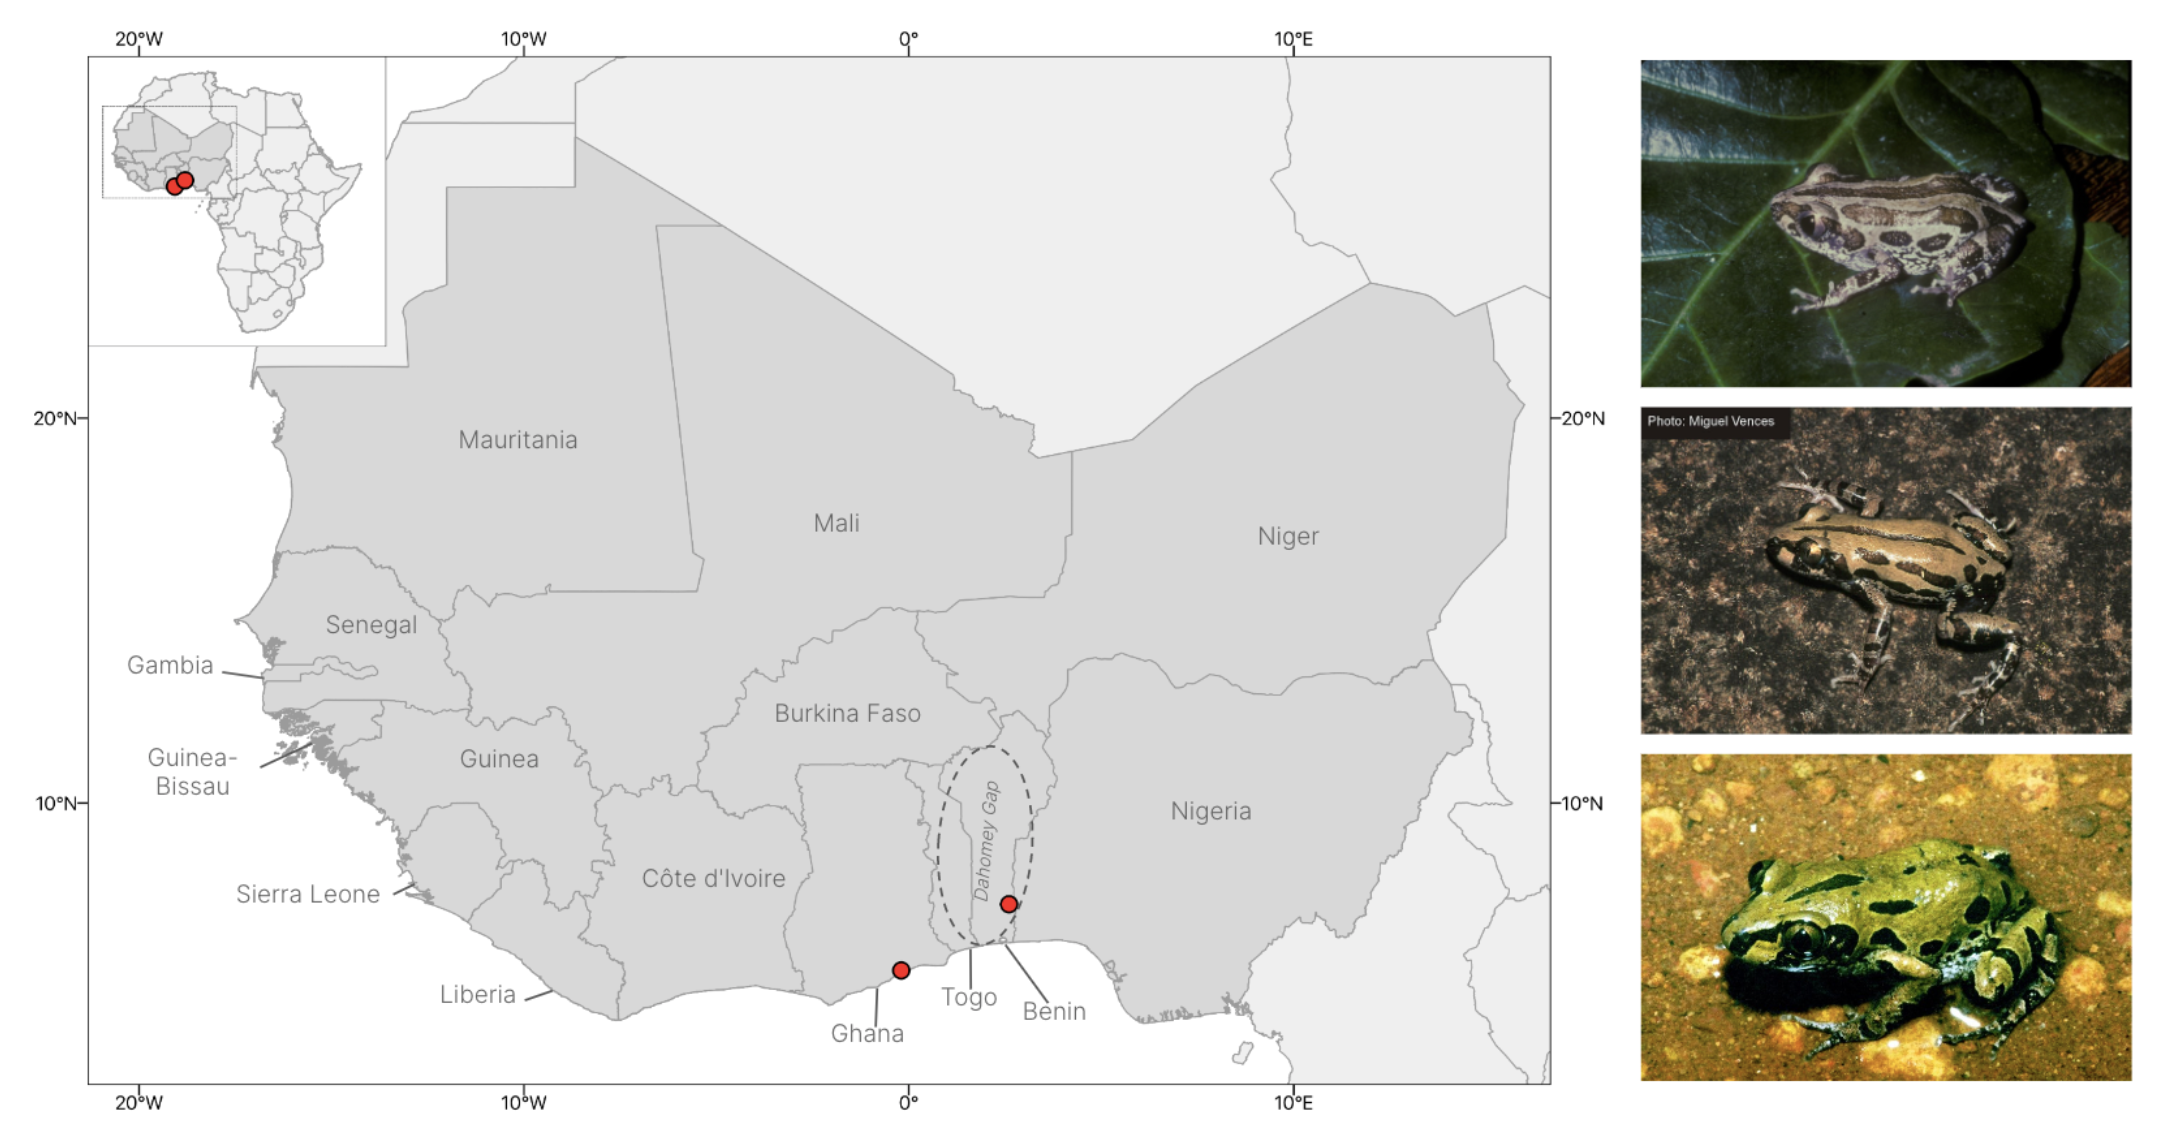 20°W
10°W
0°
10°E
20°N
20°N
Mauritania
Mali
Niger
Senegal
Gambia
Burkina Faso
Guinea-
Bissau
Guinea
Dahomey Gap
10°N
10°N
Nigeria
Côte d'Ivoire
Sierra Leone
Liberia
Togo
Benin
Ghana
20°W
10°W
0°
10°E
Photo: Miguel Vences